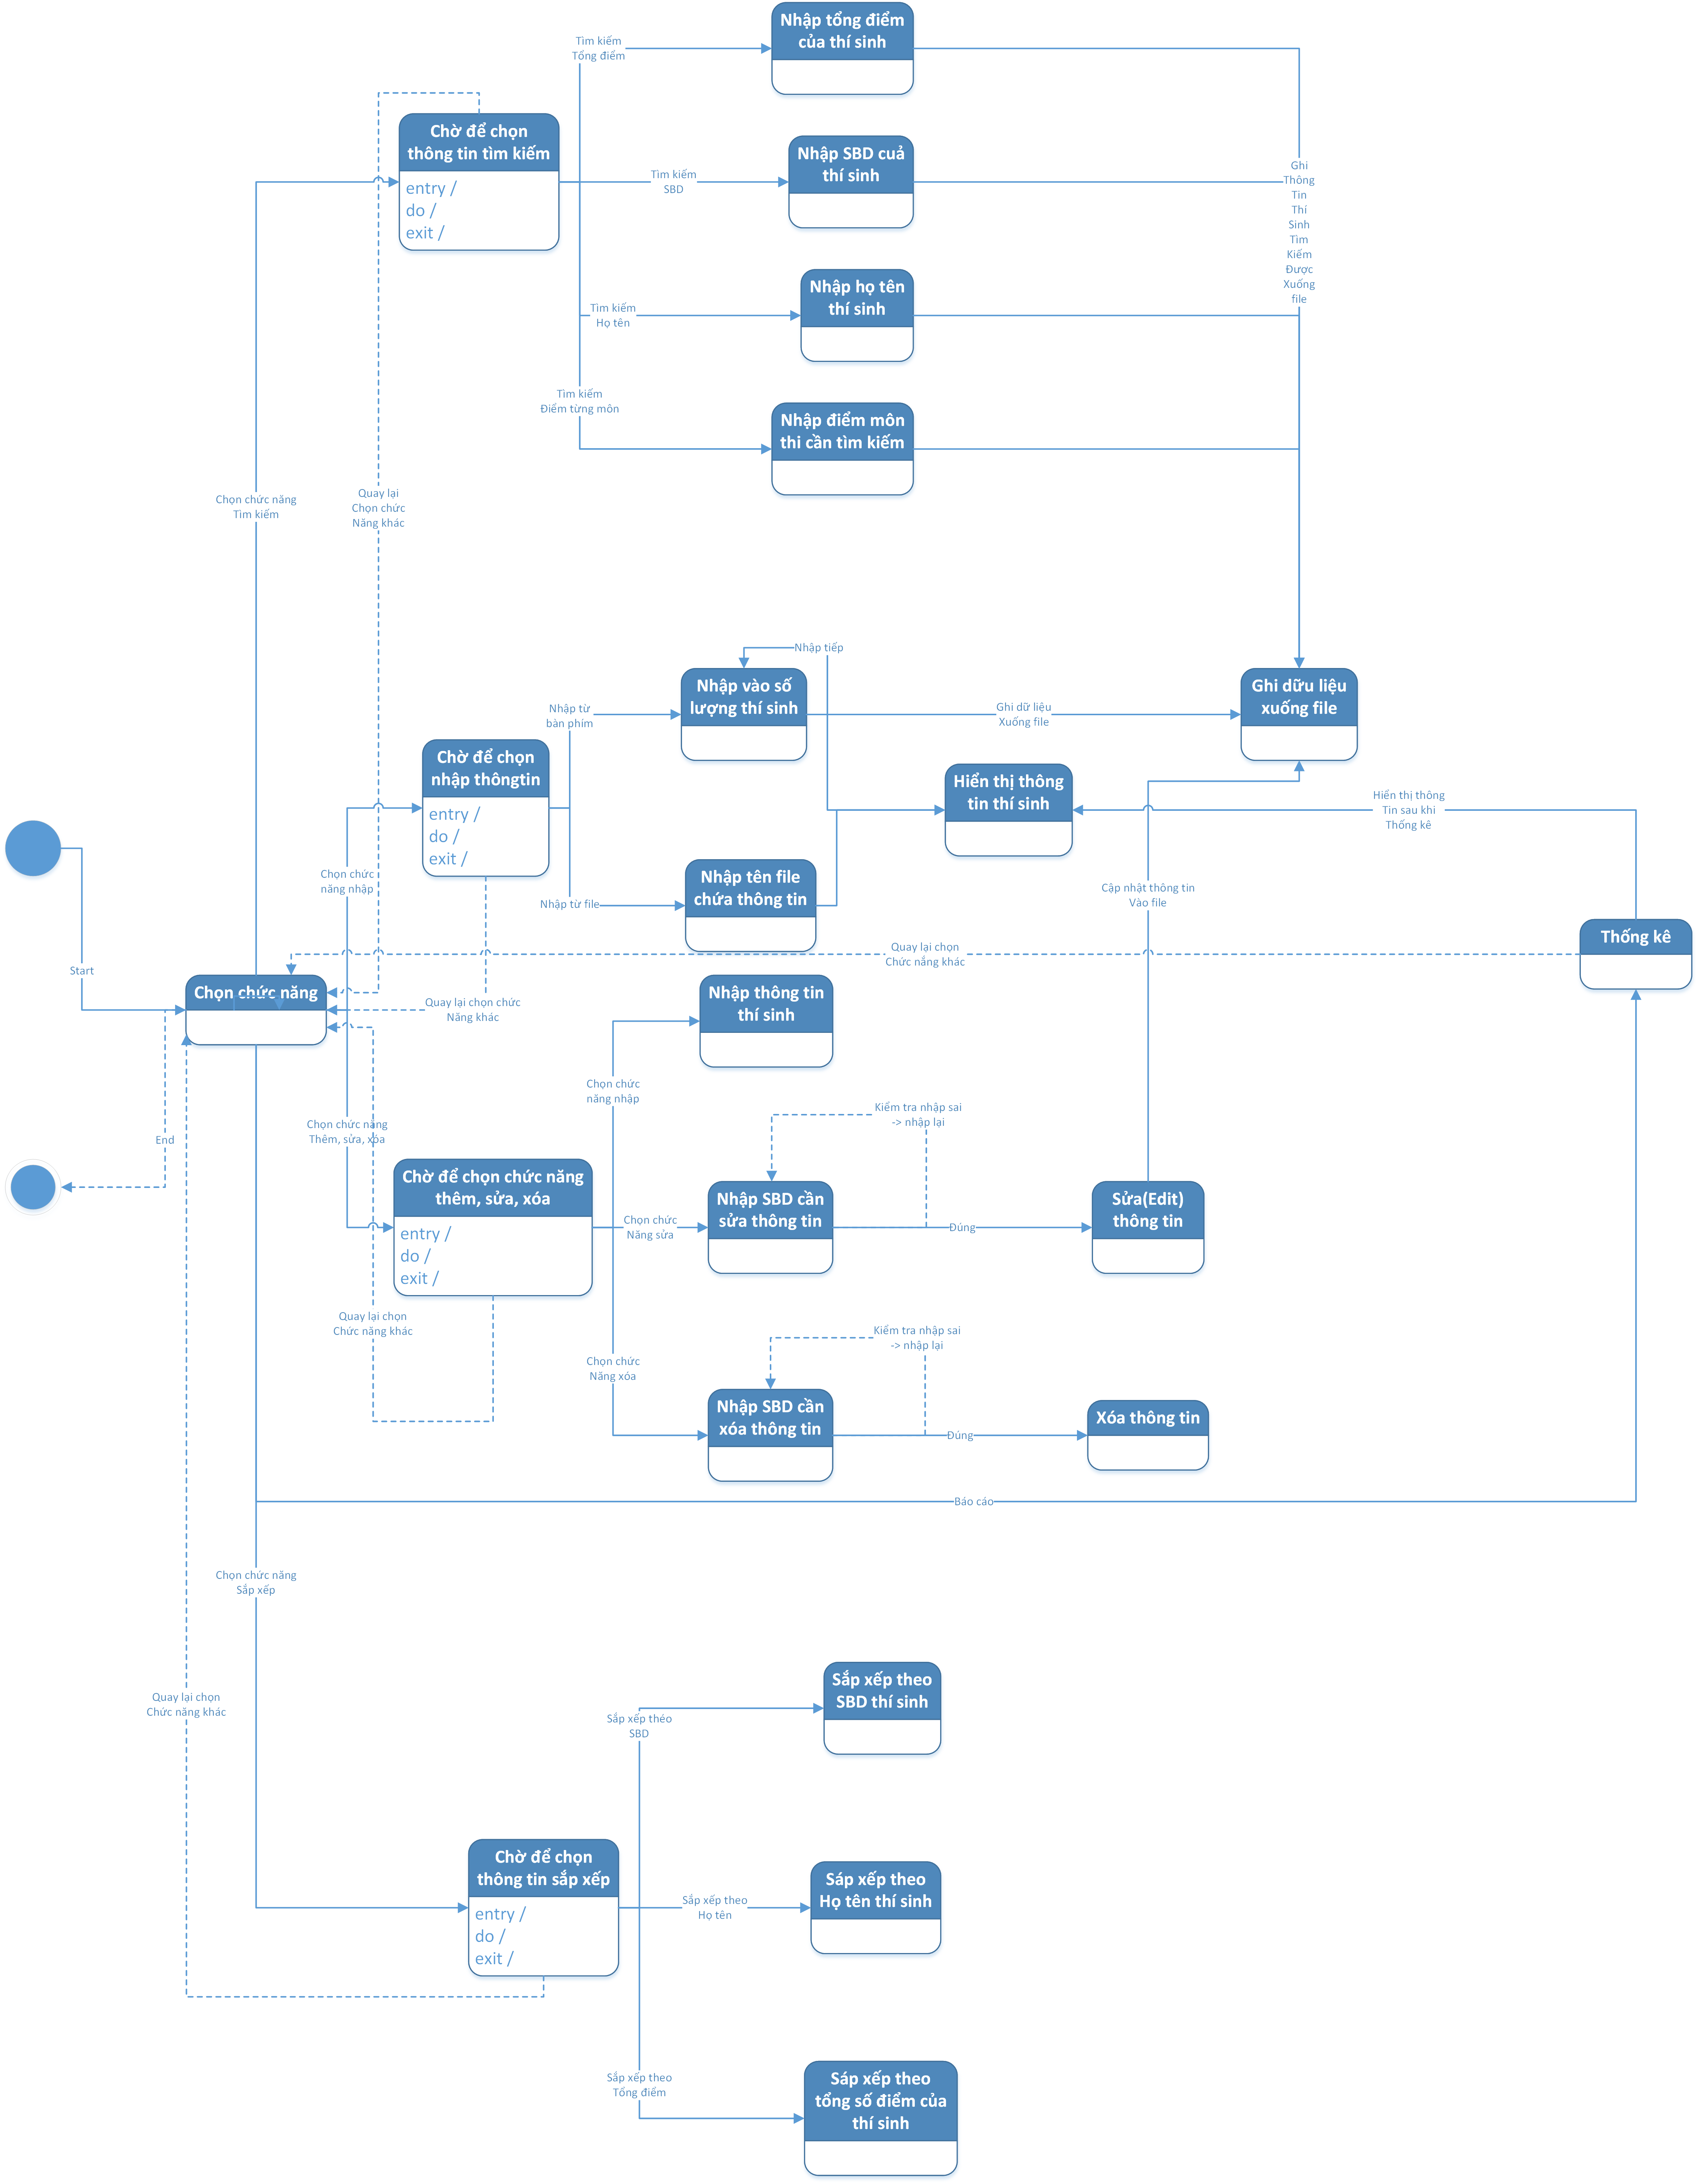 Nhập tổng điểm
của thí sinh
Tìm kiếm
Tổng điểm
Chờ để chọn
thông tin tìm kiếm
entry /
do /
exit /
Nhập SBD cuả
thí sinh
Tìm kiếm
SBD
Ghi
Thông
Tin
Thí
Sinh
Tìm
Kiếm
Được
Xuống
file
Nhập họ tên
thí sinh
Tìm kiếm
Họ tên
Tìm kiếm
Điểm từng môn
Nhập điểm môn
thi cần tìm kiếm
Chọn chức năng
Tìm kiếm
Quay lại
Chọn chức
Năng khác
Nhập tiếp
Nhập vào số
lượng thí sinh
Nhập từ
bàn phím
Ghi dữ liệu
Xuống file
Ghi dữu liệu
xuống file
Chờ để chọn
nhập thôngtin
entry /
do /
exit /
Hiển thị thông
tin thí sinh
Hiển thị thông
Tin sau khi
Thống kê
Chọn chức
năng nhập
Nhập từ file
Nhập tên file
chứa thông tin
Cập nhật thông tin
Vào file
Thống kê
Quay lại chọn
Chức nắng khác
Start
Chọn chức năng
Quay lại chọn chức
Năng khác
Nhập thông tin
thí sinh
Chọn chức
năng nhập
End
Chọn chức năng
Thêm, sửa, xóa
Kiểm tra nhập sai
-> nhập lại
Chờ để chọn chức năng
thêm, sửa, xóa
entry /
do /
exit /
Chọn chức
Năng sửa
Nhập SBD cần
sửa thông tin
Đúng
Sửa(Edit)
thông tin
Quay lại chọn
Chức năng khác
Kiểm tra nhập sai
-> nhập lại
Chọn chức
Năng xóa
Nhập SBD cần
xóa thông tin
Đúng
Xóa thông tin
Báo cáo
Chọn chức năng
Sắp xếp
Quay lại chọn
Chức năng khác
Sắp xếp théo
SBD
Sắp xếp theo
SBD thí sinh
Chờ để chọn
thông tin sắp xếp
entry /
do /
exit /
Sắp xếp theo
Họ tên
Sáp xếp theo
Họ tên thí sinh
Sắp xếp theo
Tổng điểm
Sáp xếp theo
tổng số điểm của
thí sinh